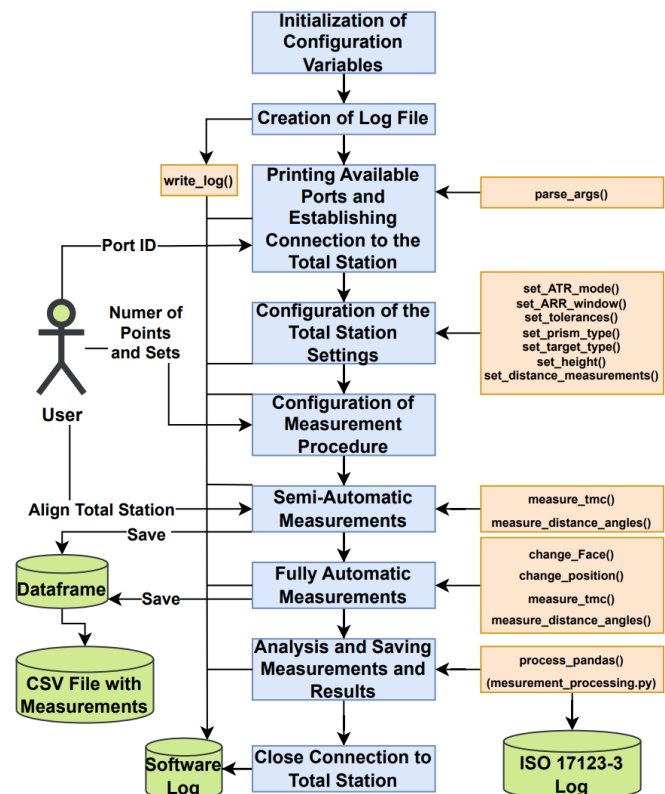 Initialization of
Configuration
Variables
Creation of Log File
write_log()
Printing Available
Ports and
Establishing
Connection to the
Total Station
parse_args()
Port ID
Numer of
Points
and Sets
User
Configuration of the
Total Station
Settings
set_ATR_mode()
set_ARR_window()
set_tolerances()
set_prism_type()
set_target_type()
set_height()
set_distance_measurements()
Configuration of
Measurement
Procedure
Align Total Station
Semi-Automatic
Measurements
measure_tmc()
measure_distance_angles()
Save
Dataframe
Save
Fully Automatic
Measurements
change_Face()
change_position()
measure_tmc()
measure_distance_angles()
CSV File with
Measurements
Analysis and Saving
Measurements and
Results
process_pandas()
(mesurement_processing.py)
Software
Log
Close Connection to
Total Station
ISO 17123-3
Log